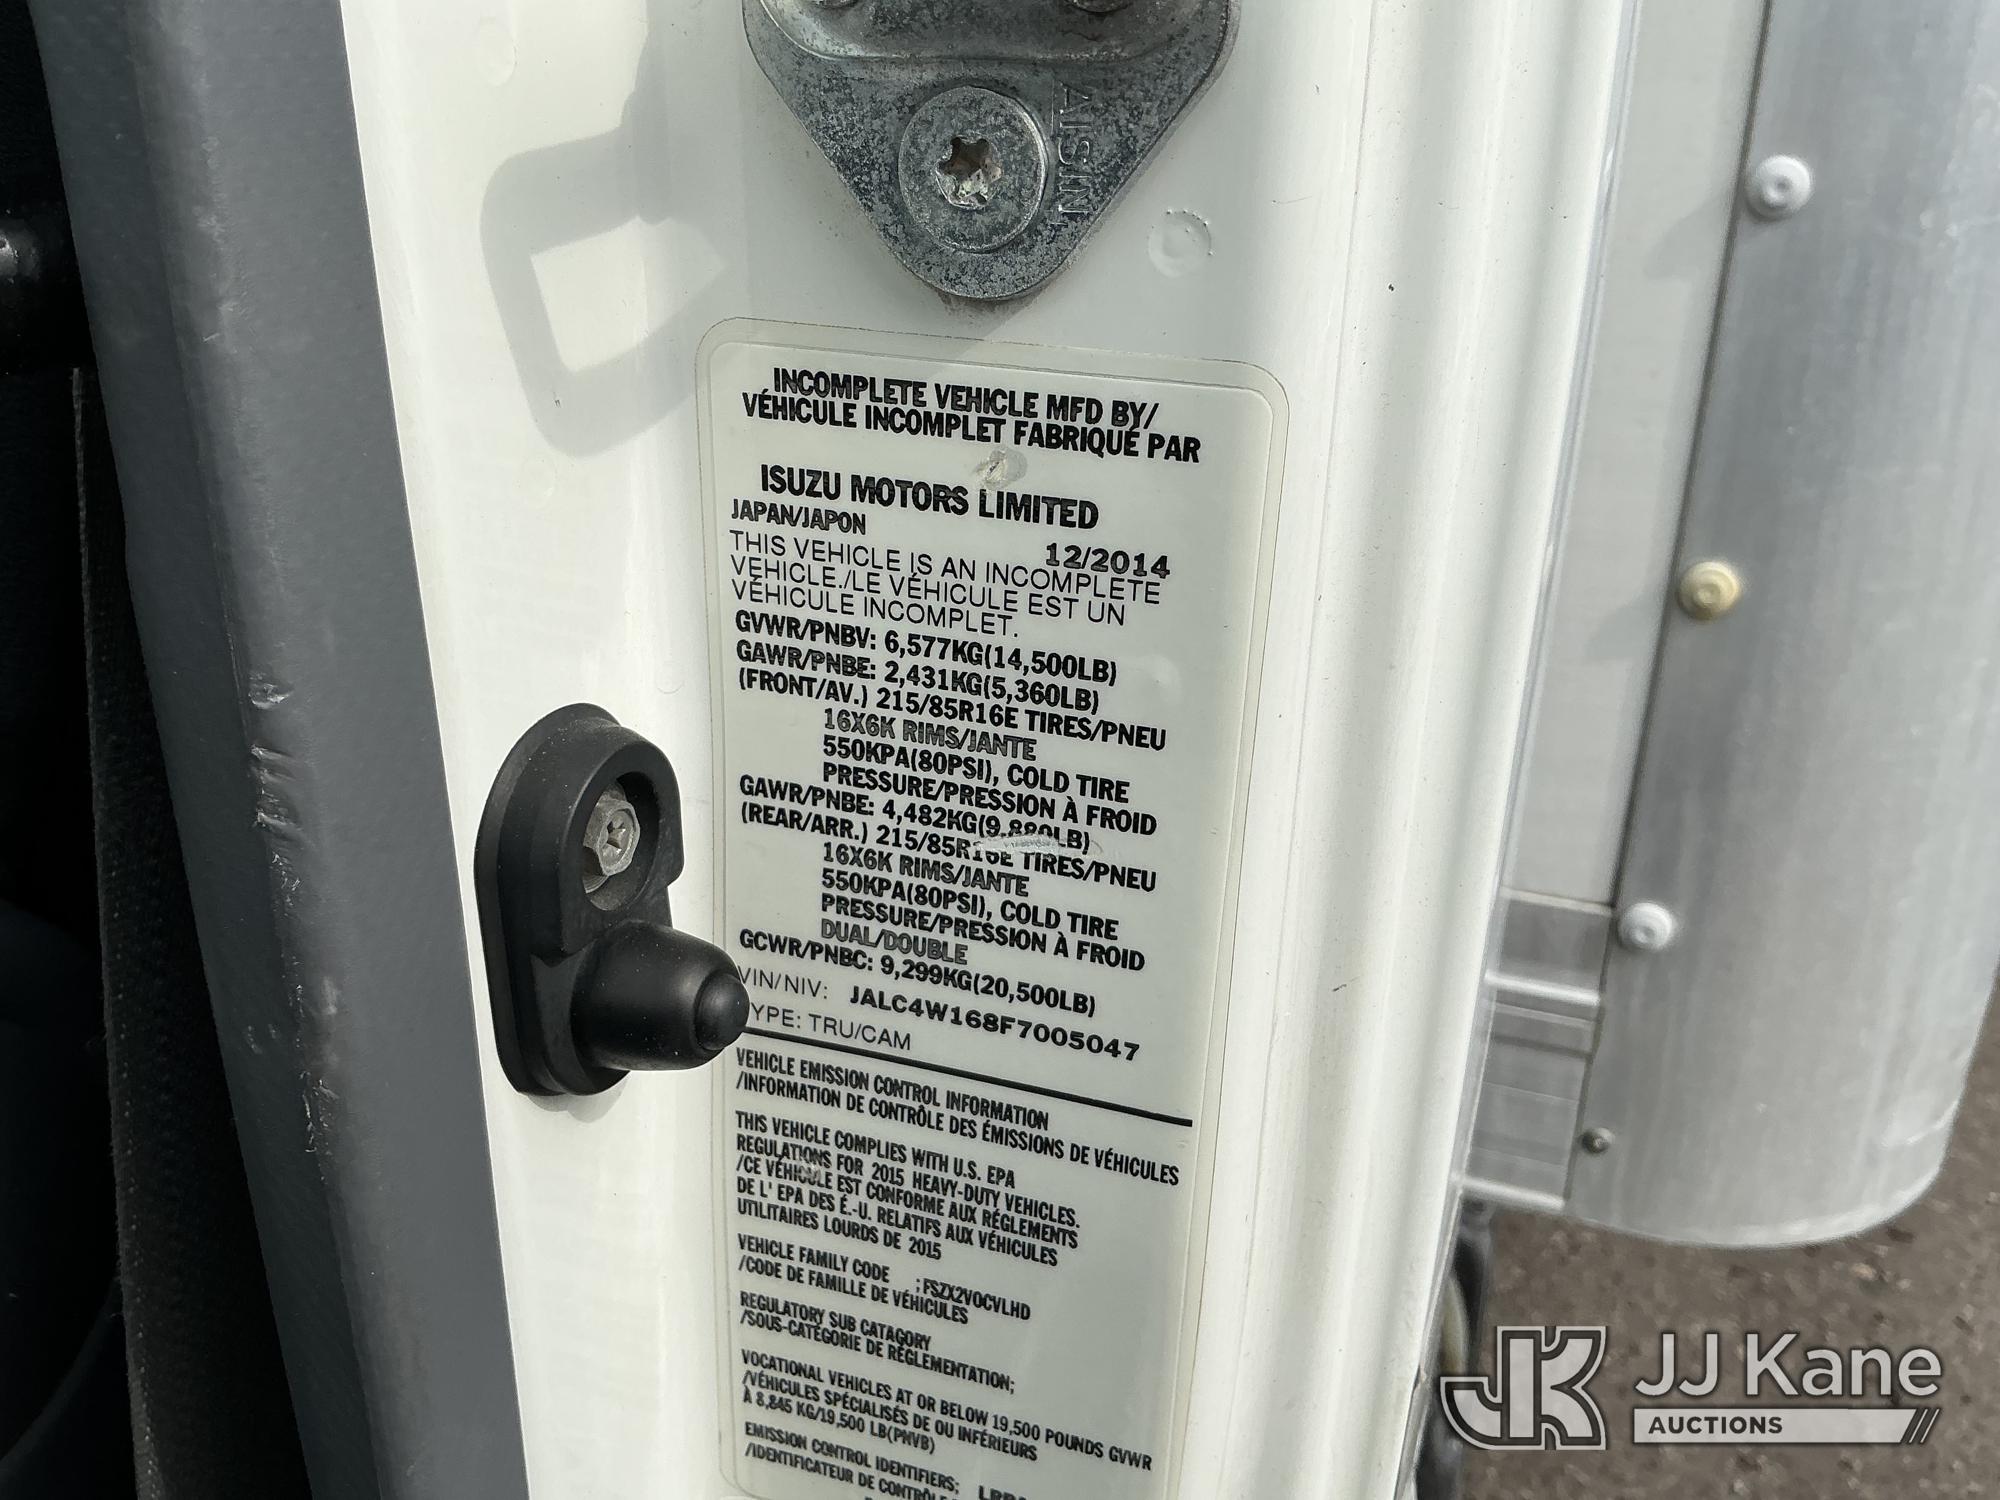 AISIN
INCOMPLETE VEHICLE MFD BY/
VÉHICULE INCOMPLET FABRIQUÉ PAR
ISUZU MOTORS LIMITED
JAPAN/JAPON
12/2014
THIS VEHICLE IS AN INCOMPLETE
VEHICLE./LE VÉHICULE EST UN
VÉHICULE INCOMPLET.
GVWR/PNBV: 6,577KG(14,500LB)
GAWR/PNBE: 2,431KG(5,360LB)
(FRONT/AV.) 215/85R16E TIRES/PNEU
16X6K RIMS/JANTE
550KPA(80PSI), COLD TIRE
PRESSURE/PRESSION À FROID
GAWR/PNBE: 4,482KG(9,880LB)
(REAR/ARR.) 215/85R16E TIRES/PNEU
16X6K RIMS/JANTE
550KPA(80PSI), COLD TIRE
PRESSURE/PRESSION À FROID
DUAL/DOUBLE
GCWR/PNBC: 9,299KG(20,500LB)
VIN/NIV: JALC4W168F7005047
YPE: TRU/CAM
VEHICLE EMISSION CONTROL INFORMATION
/INFORMATION DE CONTRÔLE DES ÉMISSIONS DE VÉHICULES
THIS VEHICLE COMPLIES WITH U.S. EPA
REGULATIONS FOR 2015 HEAVY-DUTY VEHICLES.
/CE VÉHICULE EST CONFORME AUX RÉGLEMENTS
DE L' EPA DES É.-U. RELATIFS AUX VÉHICULES
UTILITAIRES LOURDS DE 2015
VEHICLE FAMILY CODE ; FSZX2VOCVLHD
/CODE DE FAMILLE DE VÉHICULES
REGULATORY SUB CATAGORY
/SOUS-CATÉGORIE DE RÉGLEMENTATION;
VOCATIONAL VEHICLES AT OR BELOW 19,500 POUNDS GVWR
/VÉHICULES SPÉCIALISÉS DE OU INFÉRIEURS
À 8,845 KG/19,500 LB(PNVB)
EMISSION CONTROL IDENTIFIERS;
/IDENTIFICATEUR DE
JJ Kane
AUCTIONS